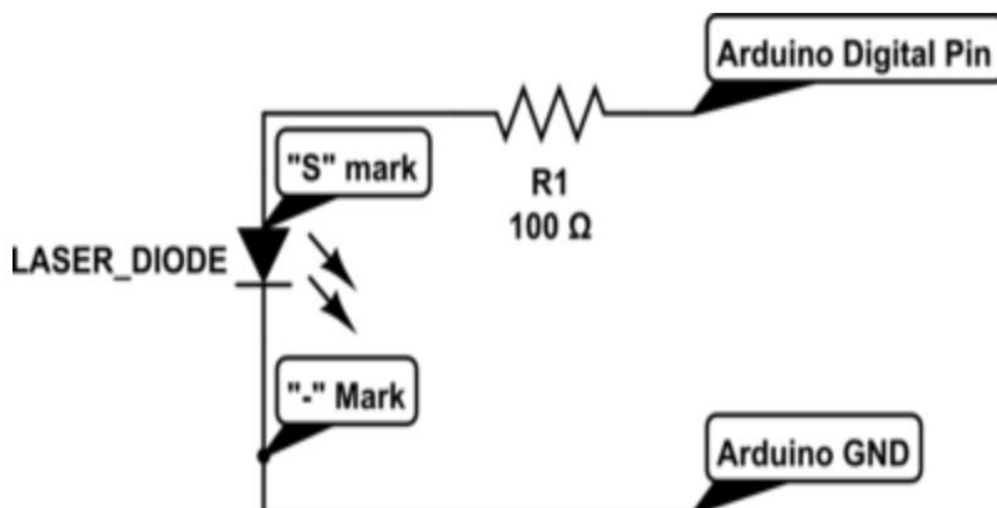 Arduino Digital Pin
"S" mark
R1
100 Ω
LASER_DIODE
"-" Mark
Arduino GND